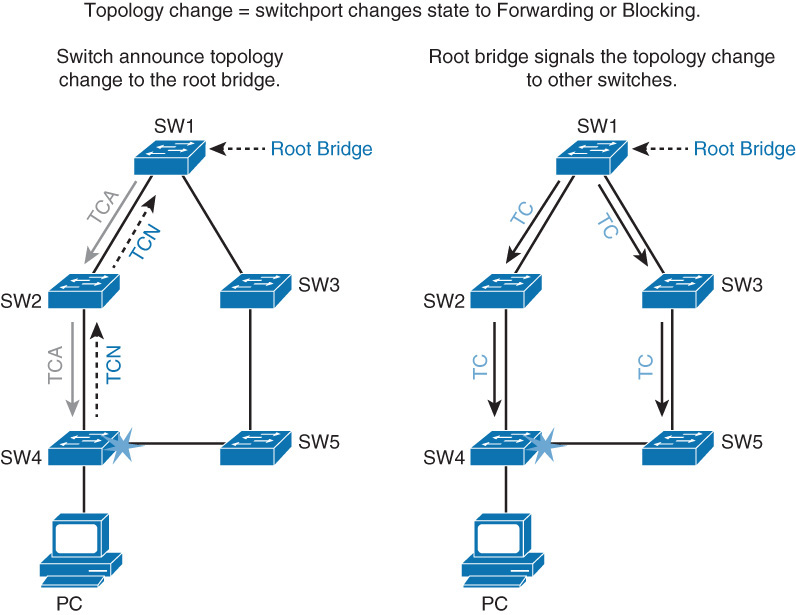 Topology change = switchport changes state to Forwarding or Blocking.
Switch announce topology
change to the root bridge.
SW1
Root Bridge
TCA
TCN
SW2
SW3
TCA
TCN
SW4
SW5
PC
Root bridge signals the topology change
to other switches.
SW1
Root Bridge
TC
TC
SW2
SW3
TC
TC
SW4
SW5
PC